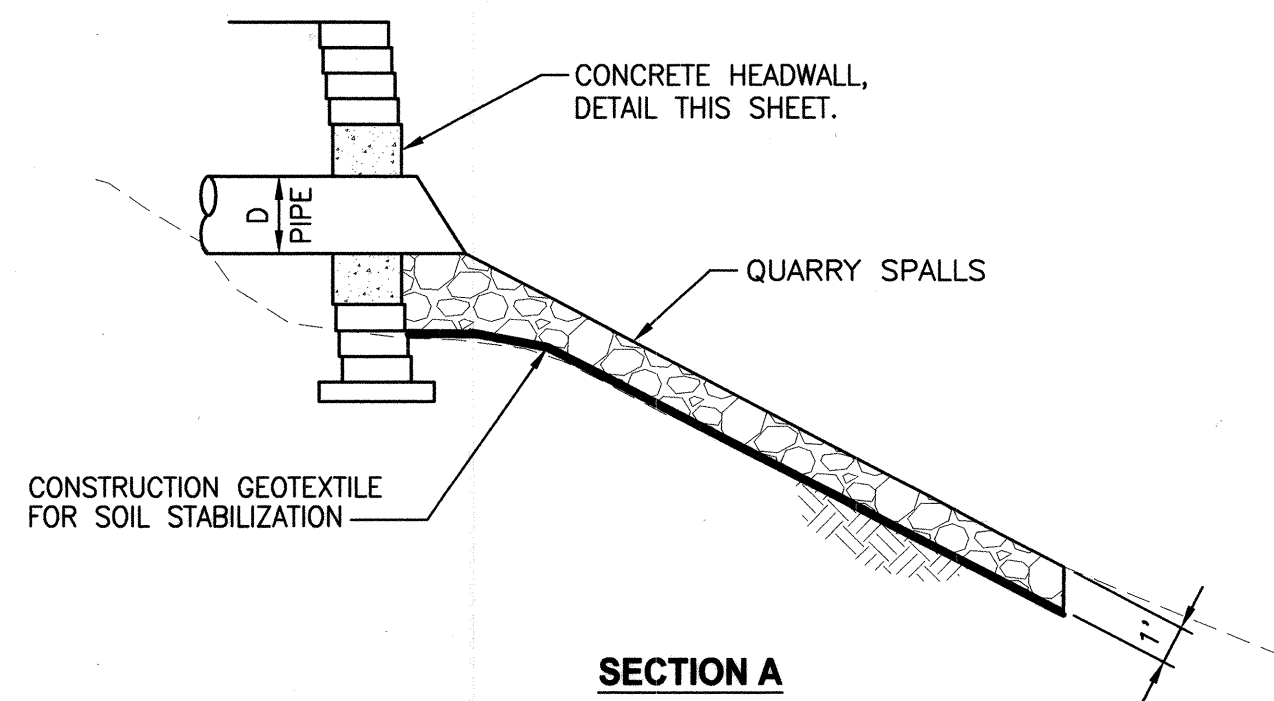 CONCRETE HEADWALL,
DETAIL THIS SHEET.
D
PIPE
QUARRY SPALLS
CONSTRUCTION GEOTEXTILE
FOR SOIL STABILIZATION
1'
SECTION A